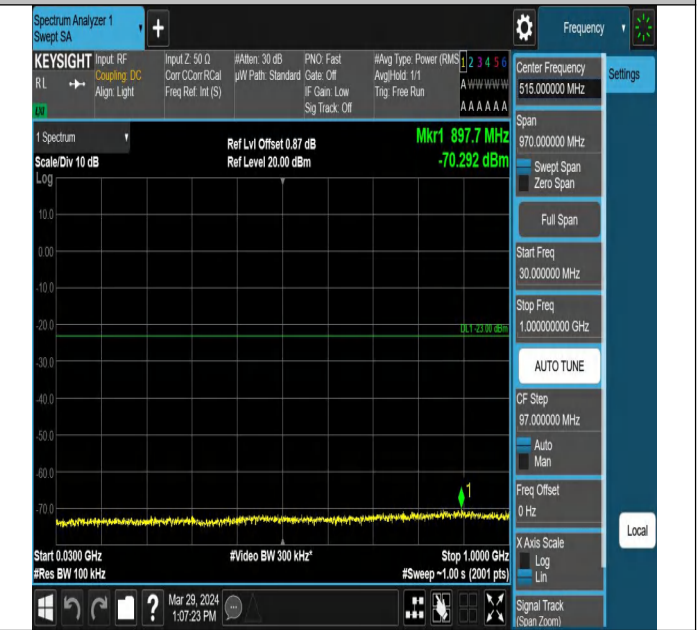 Spectrum Analyzer 1
Swept SA
+
Frequency
KEYSIGHT
RL
Input: RF
Coupling: DC
Align: Light
Input Z: 50 Ω
Corr CCorr RCal
Freq Ref: Int (S)
#Atten: 30 dB
µW Path: Standard
PNO: Fast
Gate: Off
IF Gain: Low
Sig Track: Off
#Avg Type: Power (RMS
Avg|Hold: 1/1
Trig: Free Run
1 2 3 4 5 6
A W W W W W
A A A A A A
Center Frequency
515.000000 MHz
Settings
Span
970.000000 MHz
Swept Span
Zero Span
Full Span
Start Freq
30.000000 MHz
Stop Freq
1.000000000 GHz
AUTO TUNE
CF Step
97.000000 MHz
Auto
Man
Freq Offset
0 Hz
X Axis Scale
Log
Lin
Signal Track
(Span Zoom)
Local
1 Spectrum
Scale/Div 10 dB
Log
Ref Lvl Offset 0.87 dB
Ref Level 20.00 dBm
Mkr1 897.7 MHz
-70.292 dBm
10.0
0.00
-10.0
-20.0
DL1 -23.00 dBm
-30.0
-40.0
-50.0
-60.0
-70.0
1
Start 0.0300 GHz
#Res BW 100 kHz
#Video BW 300 kHz*
Stop 1.0000 GHz
#Sweep ~1.00 s (2001 pts)
?
Mar 29, 2024
1:07:23 PM